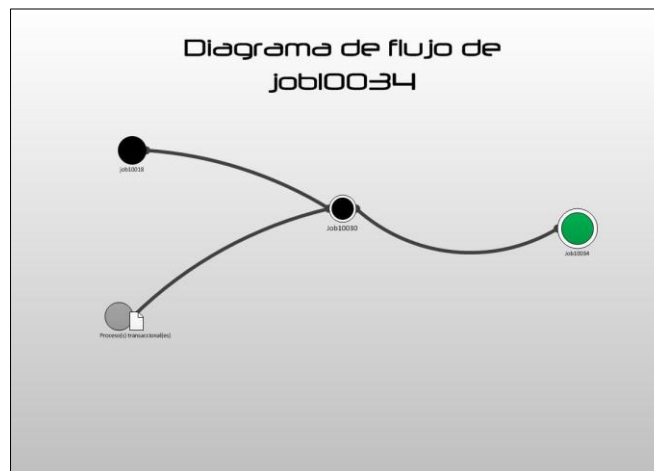 Diagrama de flujo de
job10034
job10018
Job10030
Job10034
Proceso(s) transaccional(es)